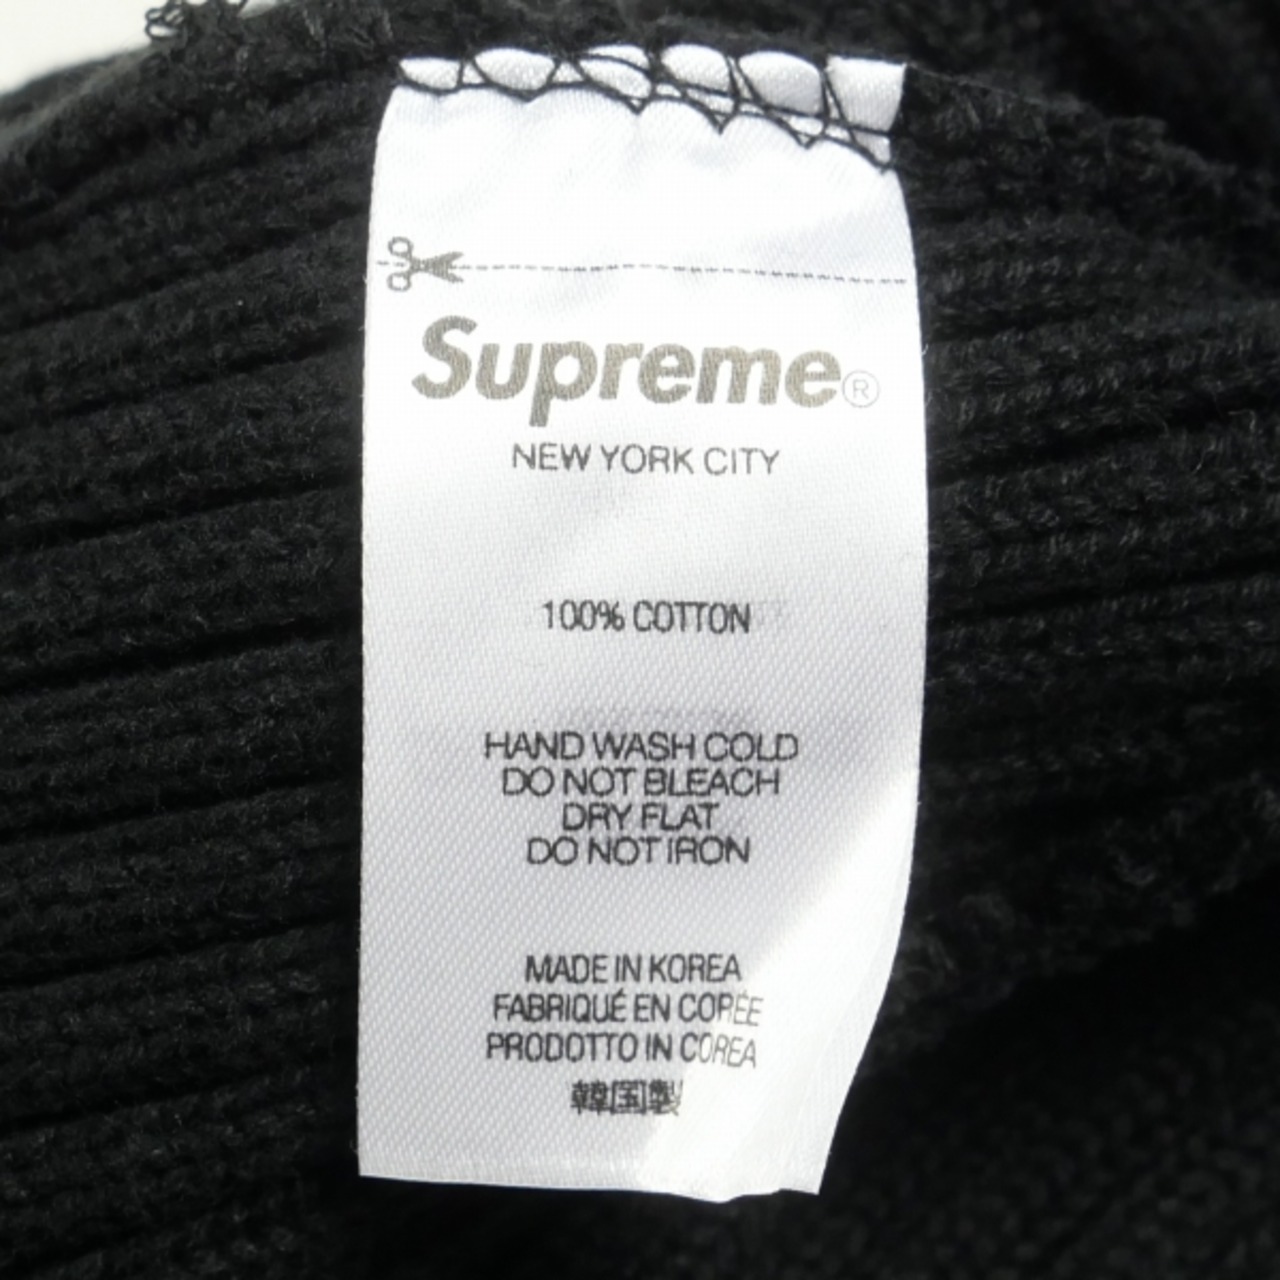 Supreme®
NEW YORK CITY
100% COTTON
HAND WASH COLD
DO NOT BLEACH
DRY FLAT
DO NOT IRON
MADE IN KOREA
FABRIQUÉ EN CORÉE
PRODOTTO IN COREA
韓国製